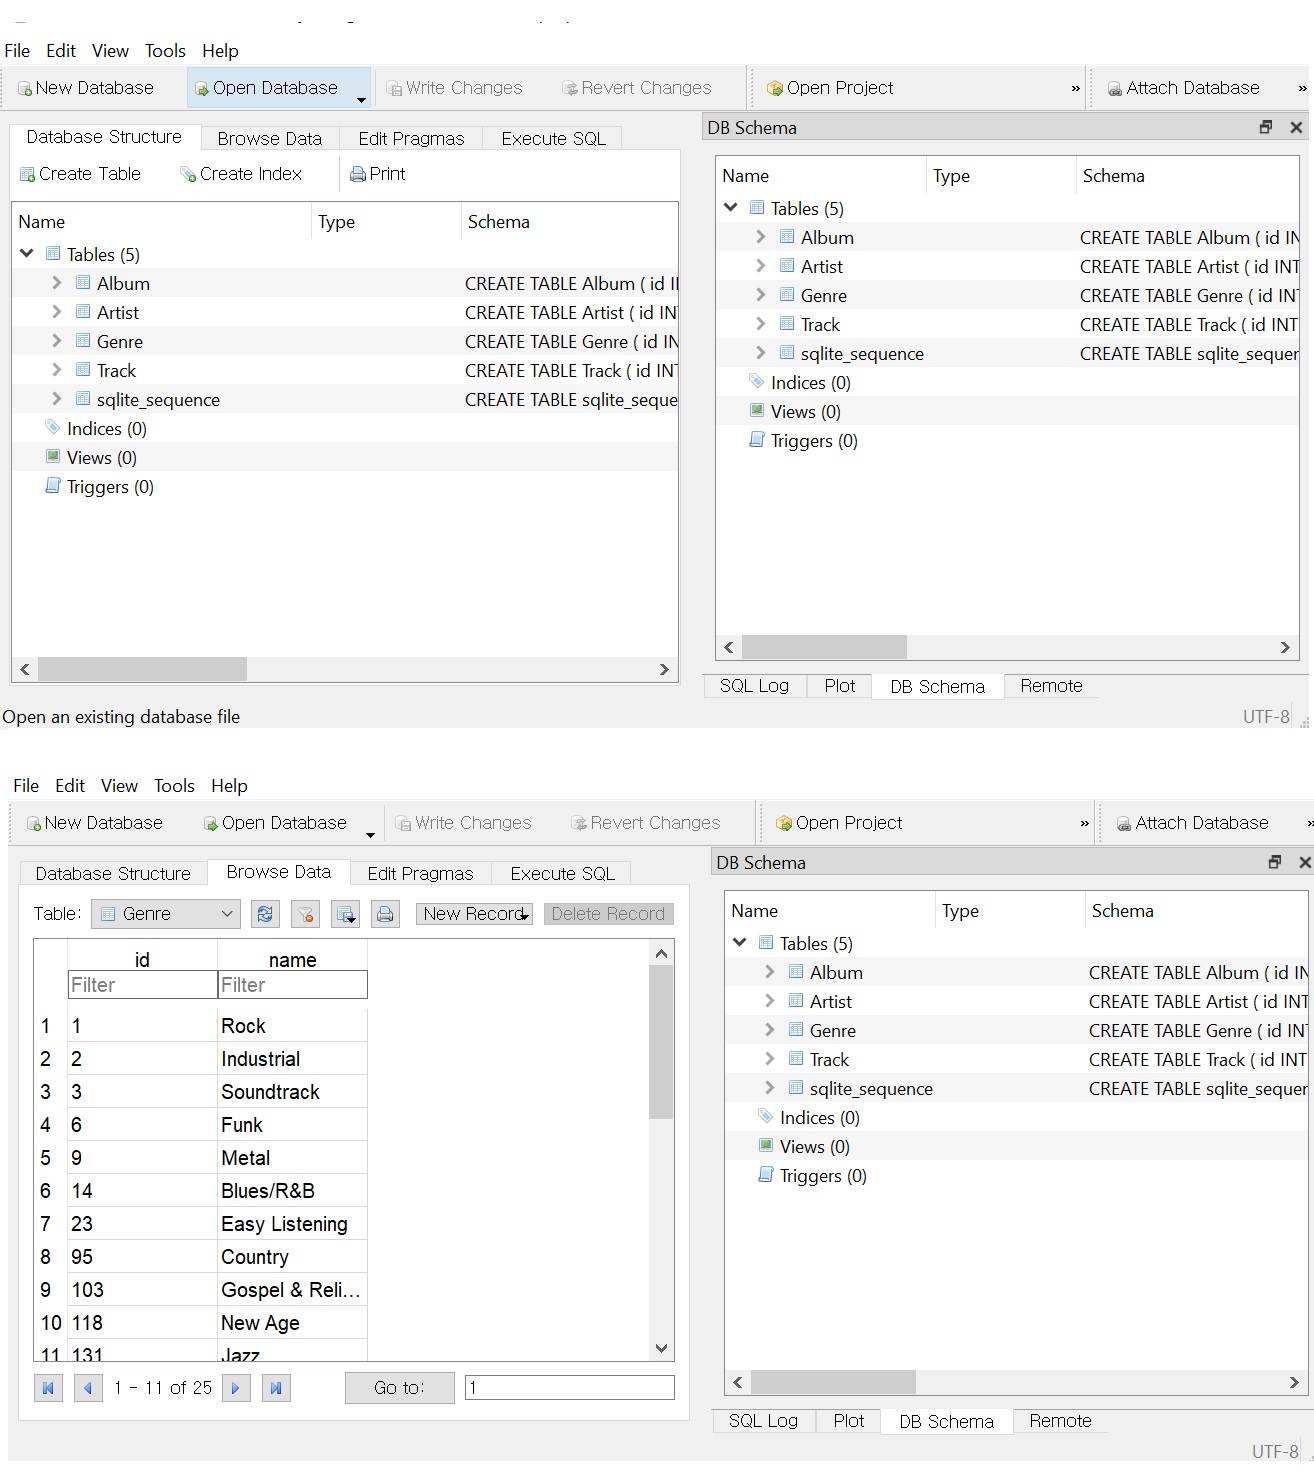 File Edit View Tools Help
New Database Open Database Write Changes Revert Changes Open Project » Attach Database »
Database Structure Browse Data Edit Pragmas Execute SQL
Create Table Create Index Print
Name Type Schema
Tables (5)
Album CREATE TABLE Album ( id I
Artist CREATE TABLE Artist ( id IN
Genre CREATE TABLE Genre ( id IN
Track CREATE TABLE Track ( id INT
sqlite_sequence CREATE TABLE sqlite_seque
Indices (0)
Views (0)
Triggers (0)
DB Schema
Name Type Schema
Tables (5)
Album CREATE TABLE Album ( id IN
Artist CREATE TABLE Artist ( id INT
Genre CREATE TABLE Genre ( id IN
Track CREATE TABLE Track ( id INT
sqlite_sequence CREATE TABLE sqlite_sequer
Indices (0)
Views (0)
Triggers (0)
SQL Log Plot DB Schema Remote
Open an existing database file
UTF-8
File Edit View Tools Help
New Database Open Database Write Changes Revert Changes Open Project » Attach Database »
Database Structure Browse Data Edit Pragmas Execute SQL
Table: Genre New Record Delete Record
id name
Filter Filter
1 1 Rock
2 2 Industrial
3 3 Soundtrack
4 6 Funk
5 9 Metal
6 14 Blues/R&B
7 23 Easy Listening
8 95 Country
9 103 Gospel & Reli...
10 118 New Age
11 131 Jazz
1 - 11 of 25 Go to: 1
DB Schema
Name Type Schema
Tables (5)
Album CREATE TABLE Album ( id IN
Artist CREATE TABLE Artist ( id INT
Genre CREATE TABLE Genre ( id IN
Track CREATE TABLE Track ( id INT
sqlite_sequence CREATE TABLE sqlite_sequer
Indices (0)
Views (0)
Triggers (0)
SQL Log Plot DB Schema Remote
UTF-8